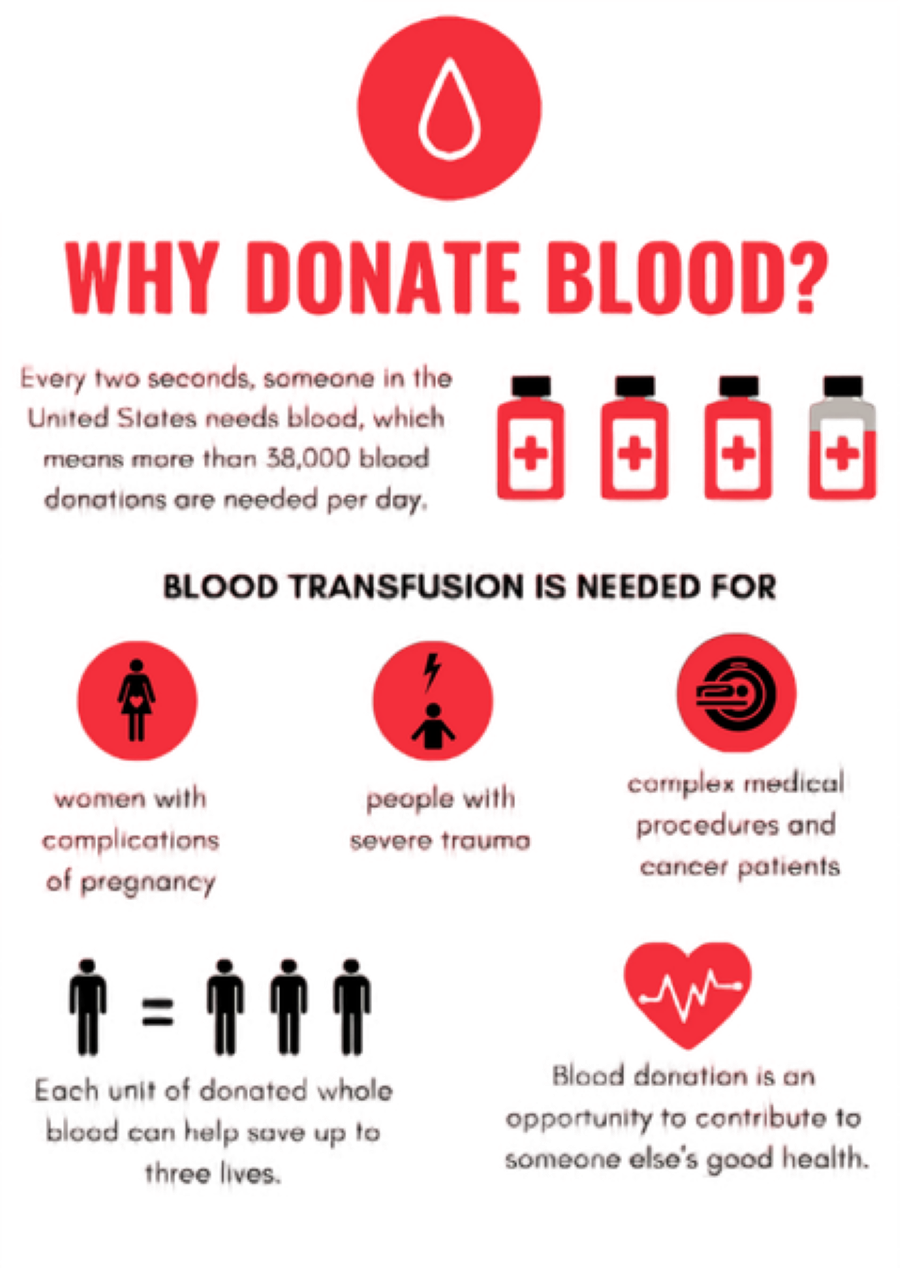 WHY DONATE BLOOD?
Every two seconds, someone in the
United States needs blood, which
means more than 38,000 blood
donations are needed per day.
BLOOD TRANSFUSION IS NEEDED FOR
women with
complications
of pregnancy
people with
severe trauma
complex medical
procedures and
cancer patients
=
Each unit of donated whole
blood can help save up to
three lives.
Blood donation is an
opportunity to contribute to
someone else's good health.